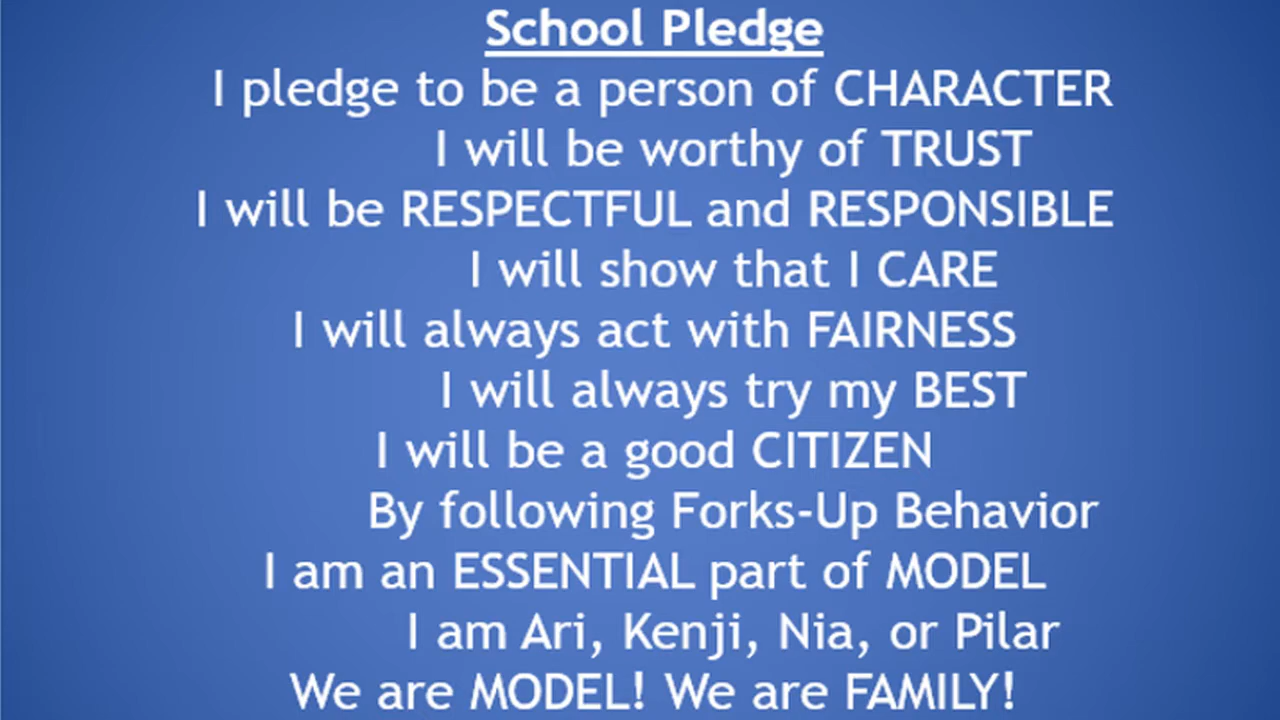 School Pledge
I pledge to be a person of CHARACTER
I will be worthy of TRUST
I will be RESPECTFUL and RESPONSIBLE
I will show that I CARE
I will always act with FAIRNESS
I will always try my BEST
I will be a good CITIZEN
By following Forks-Up Behavior
I am an ESSENTIAL part of MODEL
I am Ari, Kenji, Nia, or Pilar
We are MODEL! We are FAMILY!